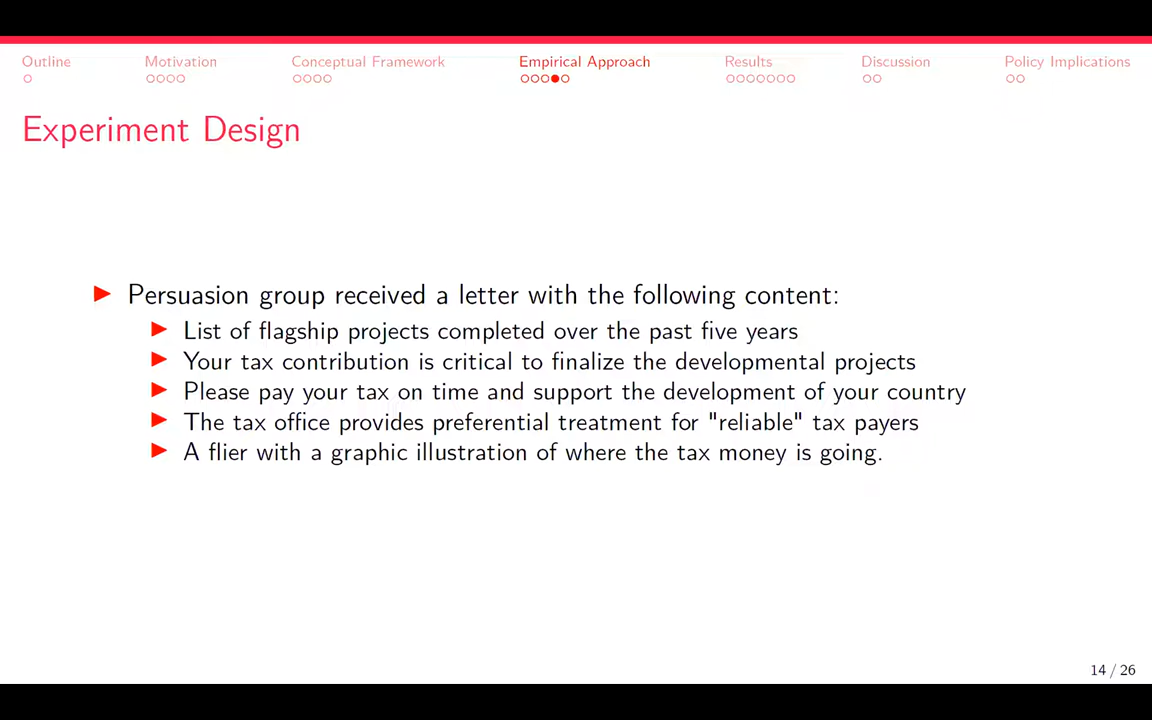 Outline Motivation Conceptual Framework Empirical Approach Results Discussion Policy Implications
Experiment Design
Persuasion group received a letter with the following content:
List of flagship projects completed over the past five years
Your tax contribution is critical to finalize the developmental projects
Please pay your tax on time and support the development of your country
The tax office provides preferential treatment for "reliable" tax payers
A flier with a graphic illustration of where the tax money is going.
14 / 26